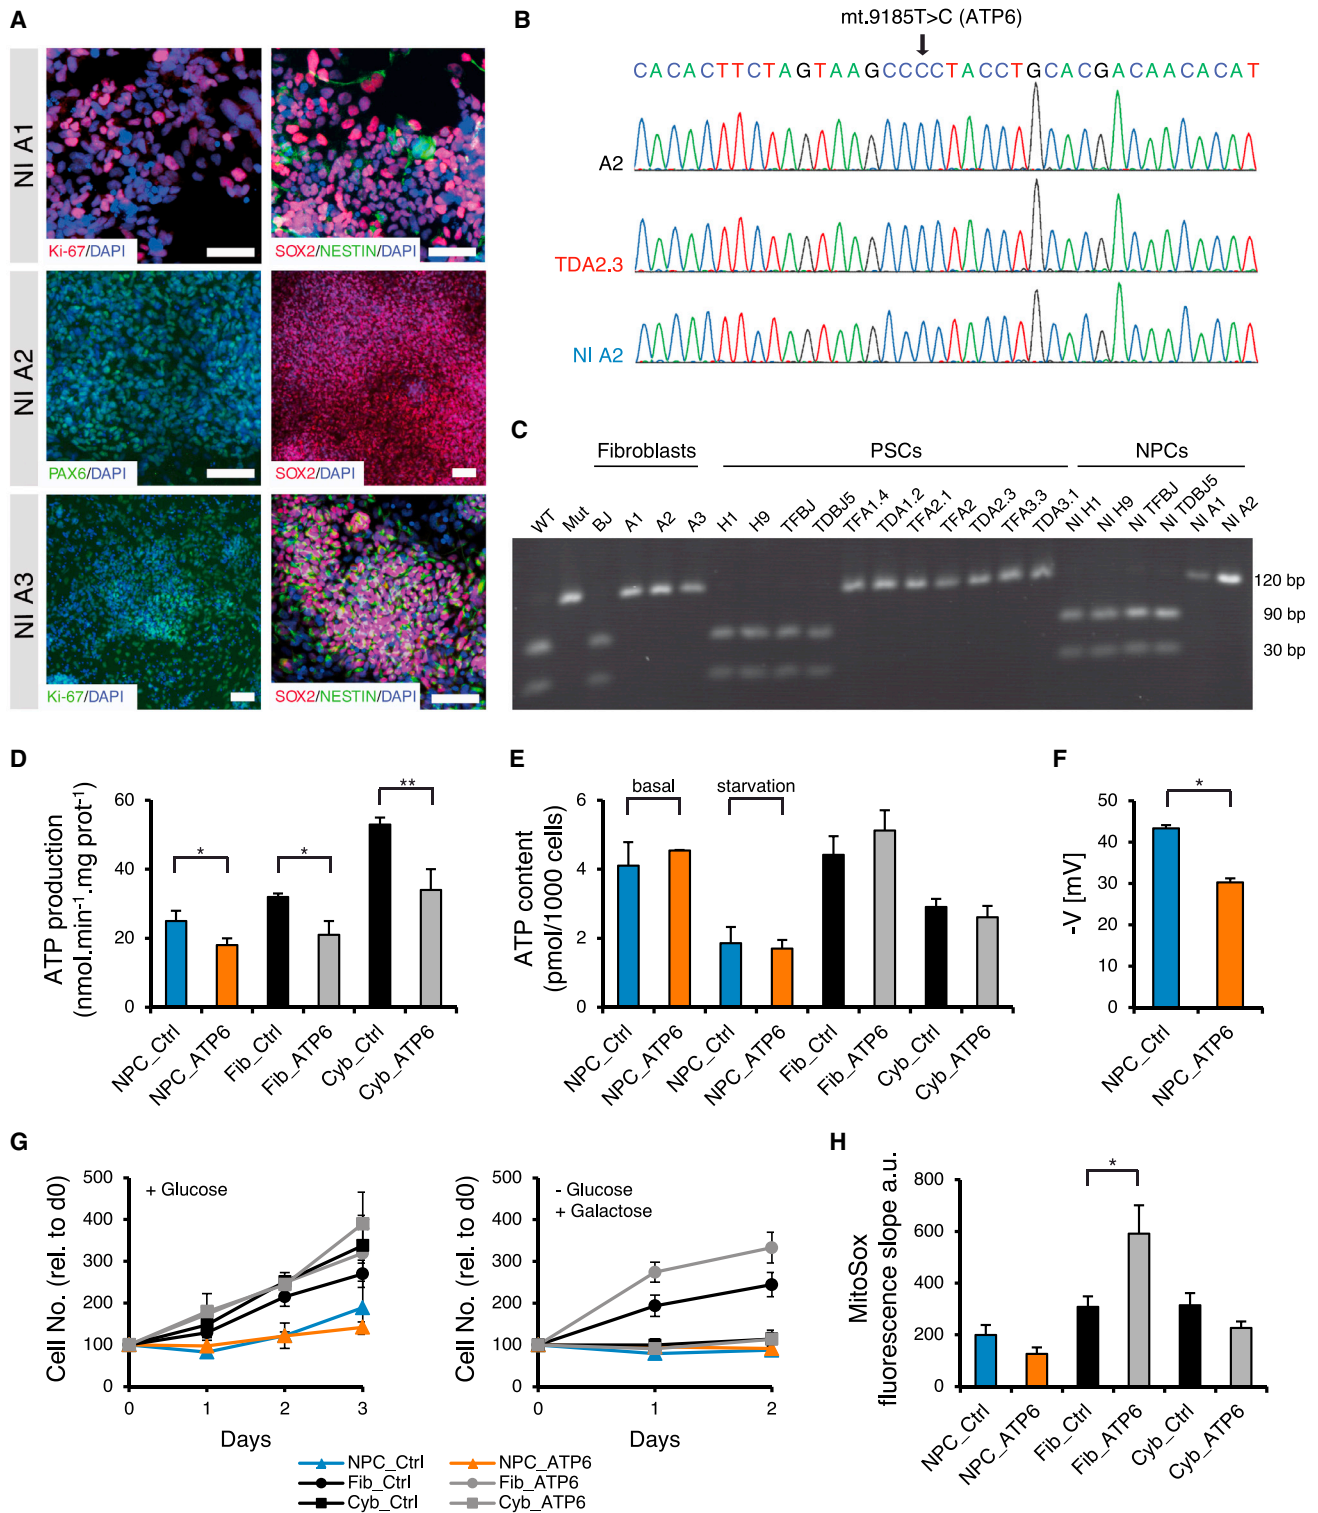 A
NI A1
Ki-67/DAPI
SOX2/NESTIN/DAPI
NI A2
PAX6/DAPI
SOX2/DAPI
NI A3
Ki-67/DAPI
SOX2/NESTIN/DAPI
B
mt.9185T>C (ATP6)
CACACTTCTAGTAAGCCCCTACCTGCACGACAACACAT
A2
TDA2.3
NI A2
C
Fibroblasts
PSCs
NPCs
WT
Mut
BJ
A1
A2
A3
H1
H9
TFBJ
TDBJ5
TFA1.4
TDA1.2
TFA2.1
TFA2
TDA2.3
TFA3.3
TDA3.1
NI H1
NI H9
NI TFBJ
NI TDBJ5
NI A1
NI A2
120 bp
90 bp
30 bp
D
ATP production
(nmol.min⁻¹.mg prot⁻¹)
60
40
20
0
*
*
**
NPC_Ctrl
NPC_ATP6
Fib_Ctrl
Fib_ATP6
Cyb_Ctrl
Cyb_ATP6
E
ATP content
(pmol/1000 cells)
6
4
2
0
basal
starvation
NPC_Ctrl
NPC_ATP6
NPC_Ctrl
NPC_ATP6
Fib_Ctrl
Fib_ATP6
Cyb_Ctrl
Cyb_ATP6
F
-V [mV]
50
40
30
20
10
0
*
NPC_Ctrl
NPC_ATP6
G
Cell No. (rel. to d0)
500
400
300
200
100
0
+ Glucose
0 1 2 3
Days
Cell No. (rel. to d0)
500
400
300
200
100
0
- Glucose
+ Galactose
0 1 2
Days
NPC_Ctrl NPC_ATP6
Fib_Ctrl Fib_ATP6
Cyb_Ctrl Cyb_ATP6
H
MitoSox
fluorescence slope a.u.
800
600
400
200
0
*
NPC_Ctrl
NPC_ATP6
Fib_Ctrl
Fib_ATP6
Cyb_Ctrl
Cyb_ATP6